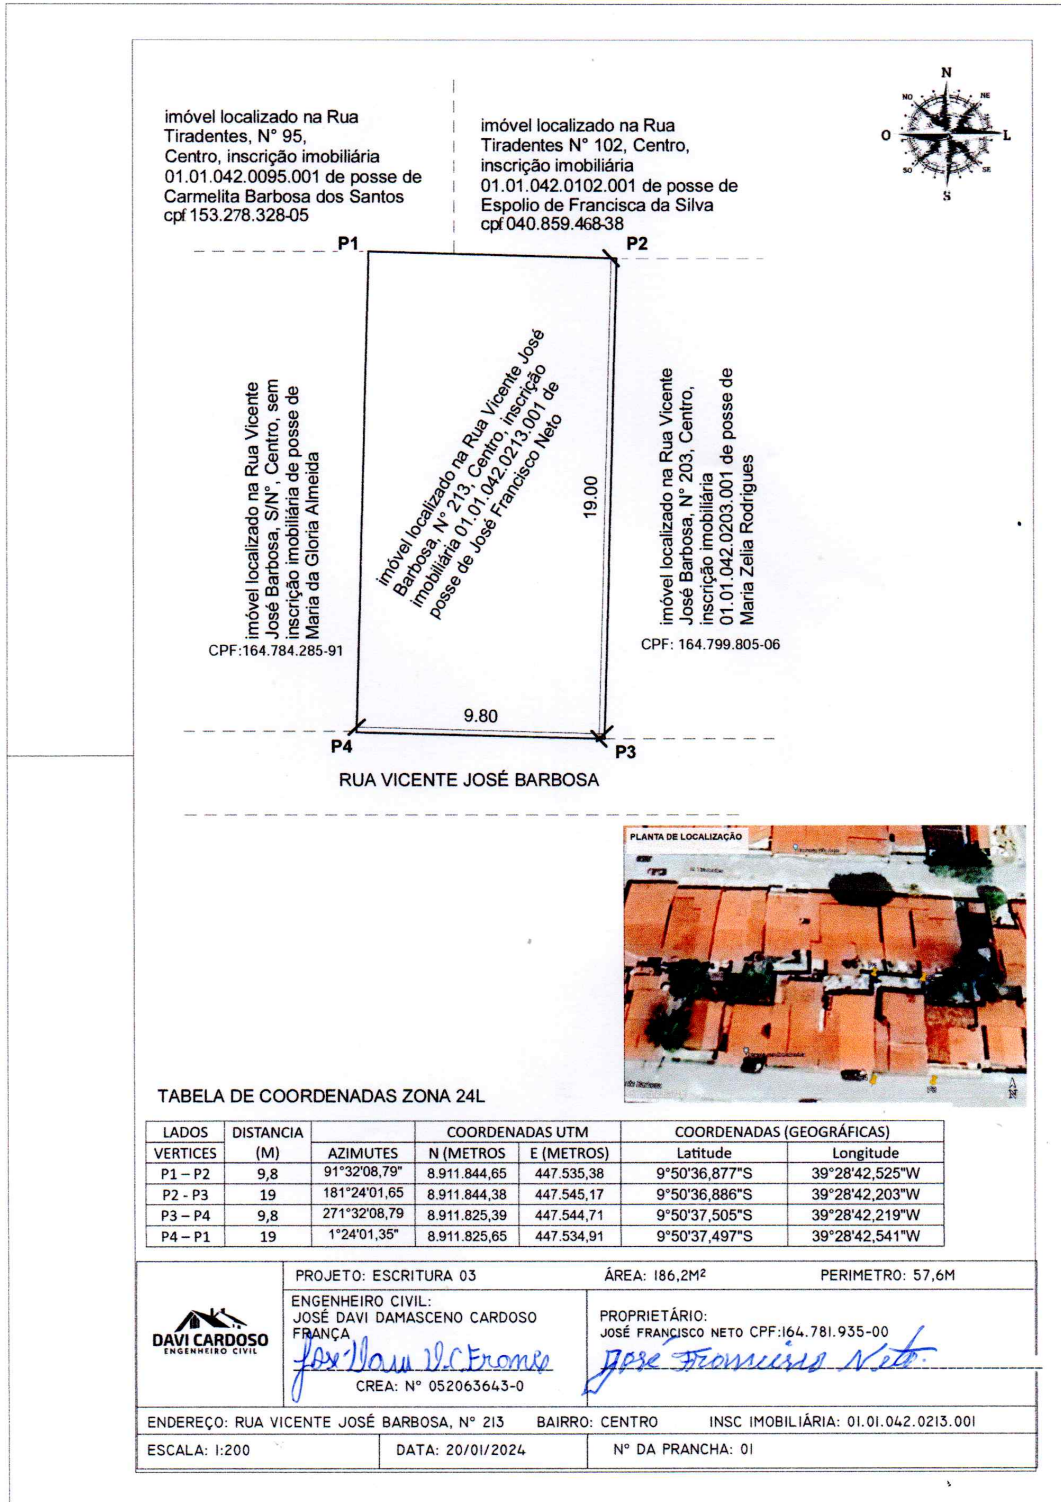 N
NO
NE
O
L
SO
SE
S
imóvel localizado na Rua
Tiradentes, N° 95,
Centro, inscrição imobiliária
01.01.042.0095.001 de posse de
Carmelita Barbosa dos Santos
cpf 153.278.328-05
imóvel localizado na Rua
Tiradentes N° 102, Centro,
inscrição imobiliária
01.01.042.0102.001 de posse de
Espolio de Francisca da Silva
cpf 040.859.468-38
P1
P2
imóvel localizado na Rua Vicente
José Barbosa, S/N°, Centro, sem
inscrição imobiliária de posse de
Maria da Gloria Almeida
CPF:164.784.285-91
imóvel localizado na Rua Vicente José
Barbosa, N° 213, Centro, inscrição
imobiliária 01.01.042.0213.001 de
posse de José Francisco Neto
19.00
imóvel localizado na Rua Vicente
José Barbosa, N° 203, Centro,
inscrição imobiliária
01.01.042.0203.001 de posse de
Maria Zelia Rodrigues
CPF: 164.799.805-06
9.80
P4
P3
RUA VICENTE JOSÉ BARBOSA
PLANTA DE LOCALIZAÇÃO
TABELA DE COORDENADAS ZONA 24L
LADOS DISTANCIA COORDENADAS UTM COORDENADAS (GEOGRÁFICAS)
VERTICES (M) AZIMUTES N (METROS E (METROS) Latitude Longitude
P1 – P2 9,8 91°32'08,79" 8.911.844,65 447.535,38 9°50'36,877"S 39°28'42,525"W
P2 - P3 19 181°24'01,65 8.911.844,38 447.545,17 9°50'36,886"S 39°28'42,203"W
P3 – P4 9,8 271°32'08,79 8.911.825,39 447.544,71 9°50'37,505"S 39°28'42,219"W
P4 – P1 19 1°24'01,35" 8.911.825,65 447.534,91 9°50'37,497"S 39°28'42,541"W
DAVI CARDOSO
ENGENHEIRO CIVIL
PROJETO: ESCRITURA 03 ÁREA: 186,2M² PERIMETRO: 57,6M
ENGENHEIRO CIVIL:
JOSÉ DAVI DAMASCENO CARDOSO
FRANÇA
José Davi D.C França
CREA: N° 052063643-0
PROPRIETÁRIO:
JOSÉ FRANCISCO NETO CPF:164.781.935-00
José Francisco Neto.
ENDEREÇO: RUA VICENTE JOSÉ BARBOSA, N° 213 BAIRRO: CENTRO INSC IMOBILIÁRIA: 01.01.042.0213.001
ESCALA: 1:200 DATA: 20/01/2024 N° DA PRANCHA: 01